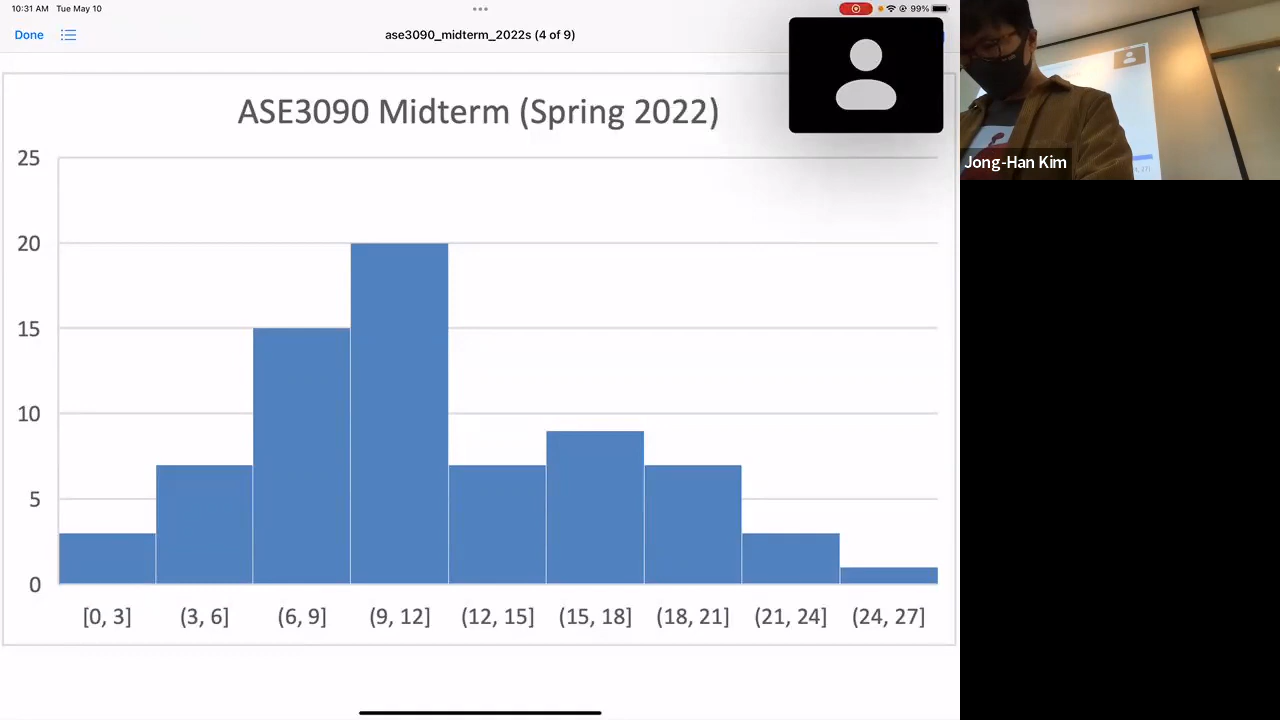 10:31 AM Tue May 10
99%
Done
ase3090_midterm_2022s (4 of 9)
ASE3090 Midterm (Spring 2022)
25
20
15
10
5
0
[0, 3] (3, 6] (6, 9] (9, 12] (12, 15] (15, 18] (18, 21] (21, 24] (24, 27]
Jong-Han Kim